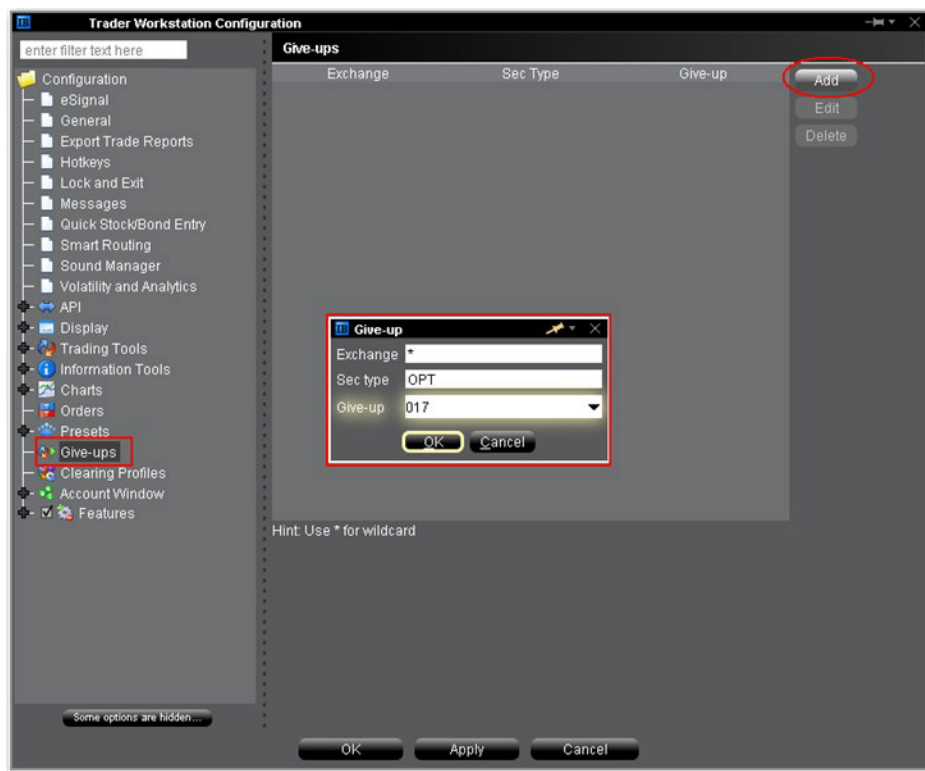 Trader Workstation Configuration
enter filter text here
Configuration
eSignal
General
Export Trade Reports
Hotkeys
Lock and Exit
Messages
Quick Stock/Bond Entry
Smart Routing
Sound Manager
Volatility and Analytics
API
Display
Trading Tools
Information Tools
Charts
Orders
Presets
Give-ups
Clearing Profiles
Account Window
Features
Some options are hidden...
Give-ups
Exchange Sec Type Give-up
Add
Edit
Delete
Give-up
Exchange *
Sec type OPT
Give-up 017
OK Cancel
Hint: Use * for wildcard
OK Apply Cancel